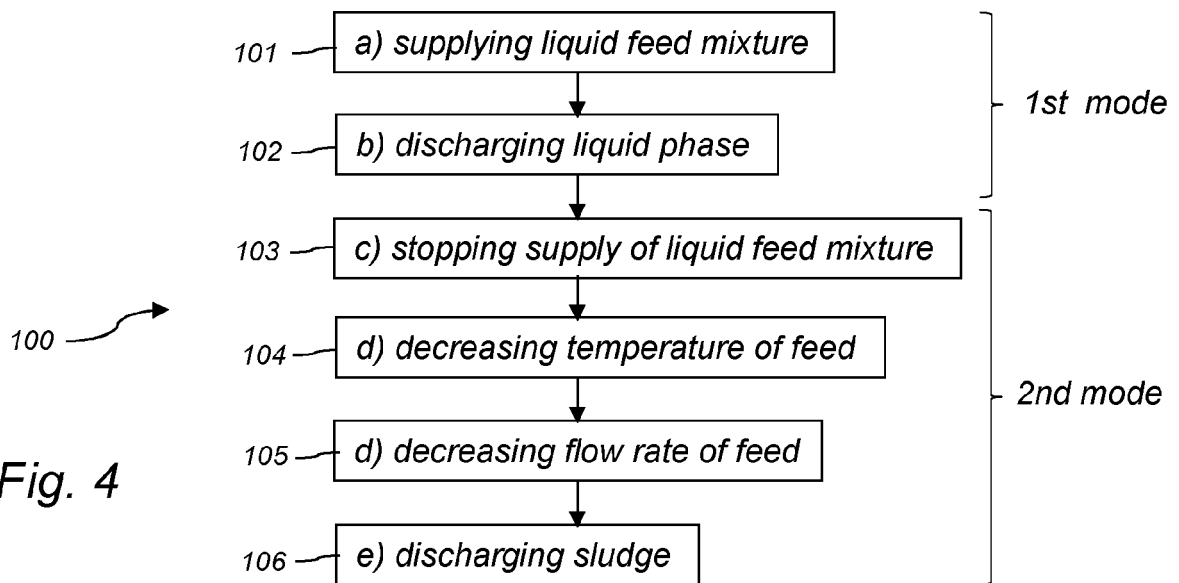 101 a) supplying liquid feed mixture
1st mode
102 b) discharging liquid phase
103 c) stopping supply of liquid feed mixture
100
104 d) decreasing temperature of feed
2nd mode
105 d) decreasing flow rate of feed
Fig. 4
106 e) discharging sludge